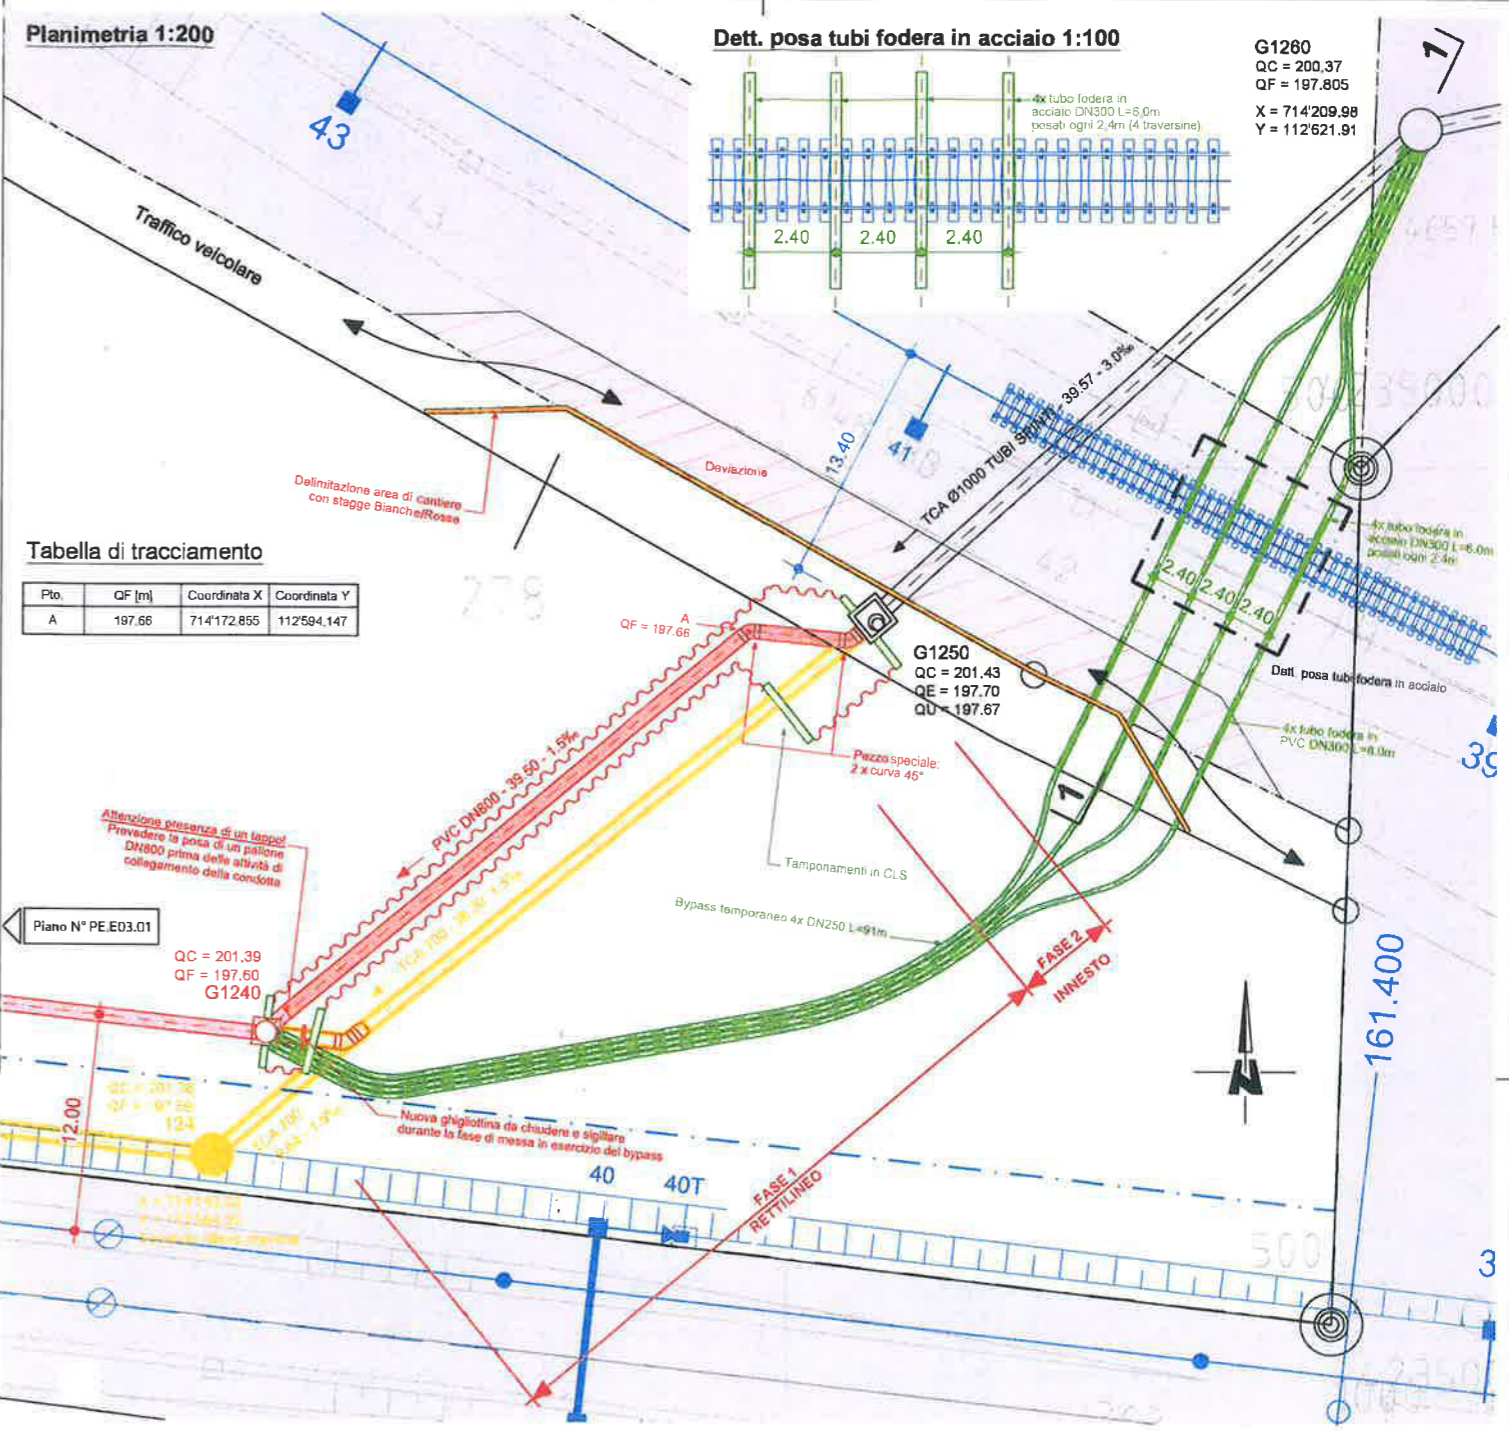 Planimetria 1:200
Dett. posa tubi fodera in acciaio 1:100
4x tubo fodera in
acciaio DN300 L=6,0m
posati ogni 2,4m (4 traversine)
2.40
2.40
2.40
G1260
QC = 200,37
QF = 197.805
X = 714'209.98
Y = 112'621.91
1
43
43
Traffico veicolare
Delimitazione area di cantiere
con stagge Bianche/Rosse
Deviazione
13.40
41
TCA Ø1000 TUBI SPINTI - 39.57 - 3.0‰
Tabella di tracciamento
Pto. QF [m] Coordinata X Coordinata Y
A 197,66 714'172,855 112'594,147
278
42
A
QF = 197.66
G1250
QC = 201.43
QE = 197.70
QU = 197.67
4x tubo fodera in
acciaio DN300 L=6.0m
posati ogni 2.4m
2.40
2.40
2.40
Dett. posa tubi fodera in acciaio
4x tubo fodera in
PVC DN300 L=8.0m
39
Pezzo speciale:
2 x curva 45°
1
PVC DN800 - 39.50 - 1.5‰
Attenzione presenza di un tappo!
Prevedere la posa di un pallone
DN800 prima delle attività di
collegamento della condotta
Tamponamenti in CLS
Bypass temporaneo 4x DN250 L=91m
Piano N° PE.E03.01
QC = 201,39
QF = 197.60
G1240
FASE 2
INNESTO
161.400
N
12.00
124
Nuova ghigliottina da chiudere e sigillare
durante la fase di messa in esercizio del bypass
40
40T
FASE 1
RETTILINEO
500
3